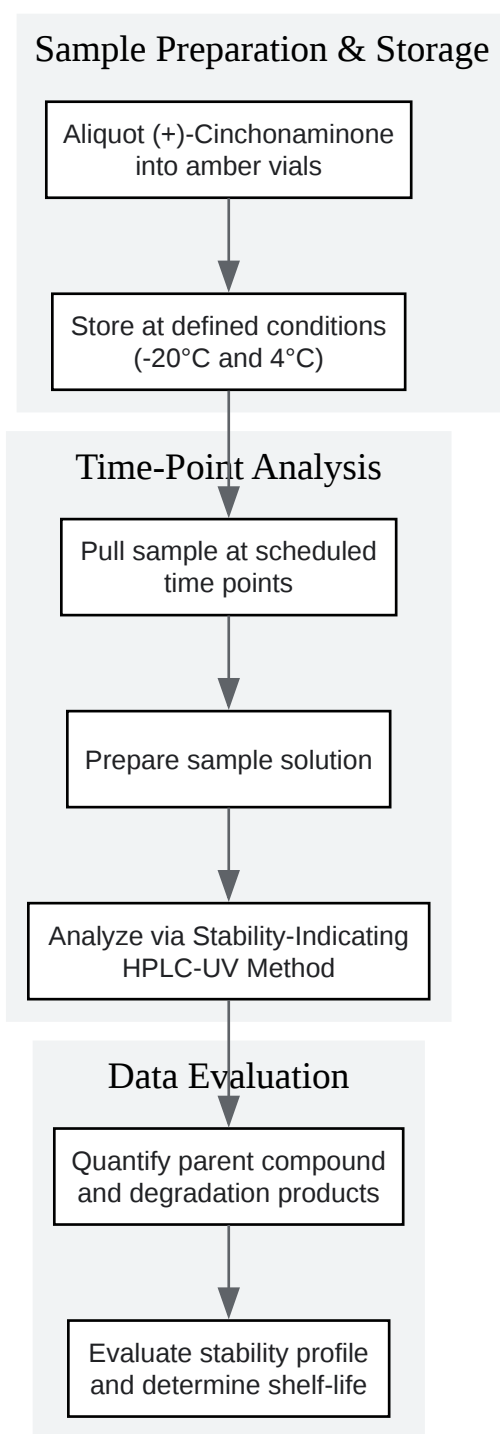 Sample Preparation & Storage
Aliquot (+)-Cinchonaminone
into amber vials
Store at defined conditions
(-20°C and 4°C)
Time-Point Analysis
Pull sample at scheduled
time points
Prepare sample solution
Analyze via Stability-Indicating
HPLC-UV Method
Data Evaluation
Quantify parent compound
and degradation products
Evaluate stability profile
and determine shelf-life